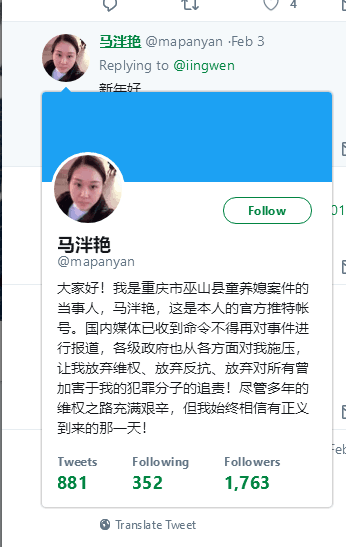 4
马泮艳 @mapanyan ·Feb 3
Replying to @iingwen
新年好
Follow
马泮艳
@mapanyan
大家好！我是重庆市巫山县童养媳案件的
当事人，马泮艳，这是本人的官方推特帐
号。国内媒体已收到命令不得再对事件进
行报道，各级政府也从各方面对我施压，
让我放弃维权、放弃反抗、放弃对所有曾
加害于我的犯罪分子的追责！尽管多年的
维权之路充满艰辛，但我始终相信有正义
到来的那一天！
Tweets Following Followers
881 352 1,763
Translate Tweet